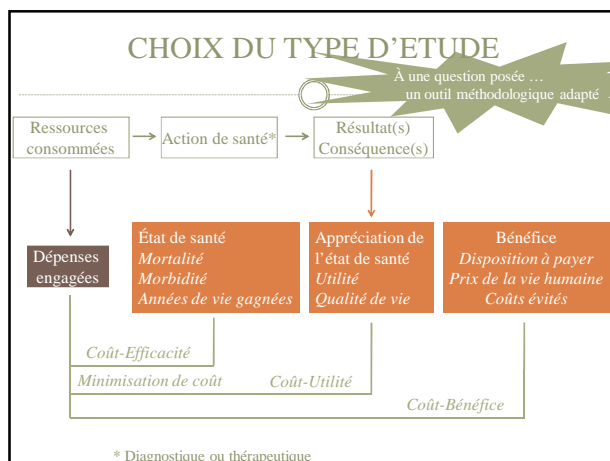 CHOIX DU TYPE D'ETUDE
À une question posée …
un outil méthodologique adapté
Ressources
consommées
Action de santé*
Résultat(s)
Conséquence(s)
Dépenses
engagées
État de santé
Mortalité
Morbidité
Années de vie gagnées
Appréciation de
l'état de santé
Utilité
Qualité de vie
Bénéfice
Disposition à payer
Prix de la vie humaine
Coûts évités
Coût-Efficacité
Minimisation de coût
Coût-Utilité
Coût-Bénéfice
* Diagnostique ou thérapeutique